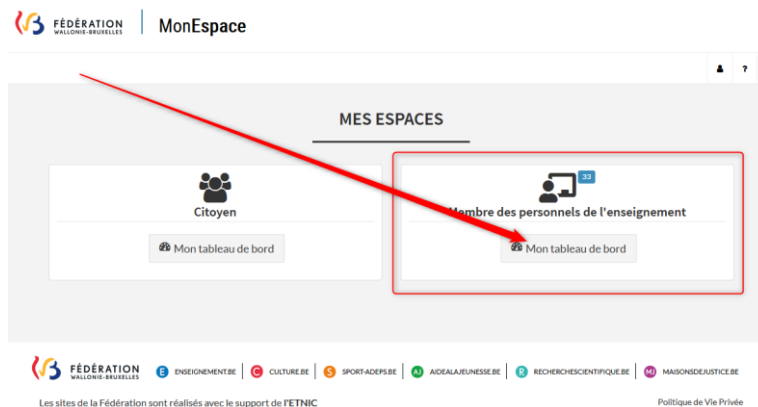 FÉDÉRATION
WALLONIE-BRUXELLES
MonEspace
?
MES ESPACES
33
Citoyen
Membre des personnels de l'enseignement
Mon tableau de bord
Mon tableau de bord
FÉDÉRATION
WALLONIE-BRUXELLES
E ENSEIGNEMENT.BE
C CULTURE.BE
S SPORT-ADEPS.BE
AJ AIDEALAJEUNESSE.BE
R RECHERCHESCIENTIFIQUE.BE
MJ MAISONSDEJUSTICE.BE
Les sites de la Fédération sont réalisés avec le support de l'ETNIC
Politique de Vie Privée